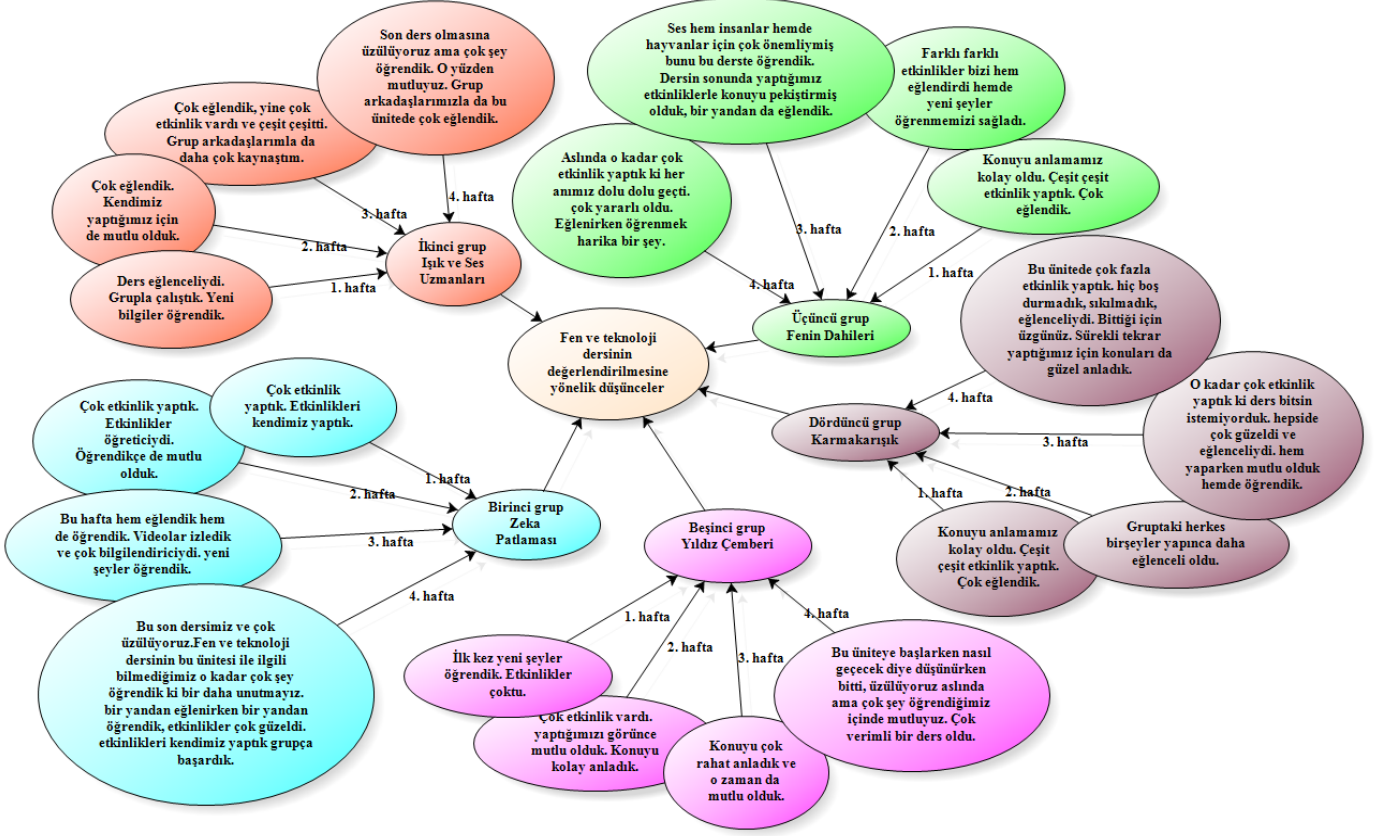 Son ders olmasına
üzülüyoruz ama çok şey
öğrendik. O yüzden
mutluyuz. Grup
arkadaşlarımızla da bu
ünitede çok eğlendik.
Çok eğlendik, yine çok
etkinlik vardı ve çeşit çeşitti.
Grup arkadaşlarımla da
daha çok kaynaştım.
Çok eğlendik.
Kendimiz
yaptığımız için
de mutlu olduk.
Ders eğlenceliydi.
Grupla çalıştık. Yeni
bilgiler öğrendik.
4. hafta
3. hafta
2. hafta
1. hafta
İkinci grup
Işık ve Ses
Uzmanları
Ses hem insanlar hemde
hayvanlar için çok önemliymiş
bunu bu derste öğrendik.
Dersin sonunda yaptığımız
etkinliklerle konuyu pekiştirmiş
olduk, bir yandan da eğlendik.
Farklı farklı
etkinlikler bizi hem
eğlendirdi hemde
yeni şeyler
öğrenmemizi sağladı.
Aslında o kadar çok
etkinlik yaptık ki her
anımız dolu dolu geçti.
çok yararlı oldu.
Eğlenirken öğrenmek
harika bir şey.
Konuyu anlamamız
kolay oldu. Çeşit çeşit
etkinlik yaptık. Çok
eğlendik.
3. hafta
2. hafta
1. hafta
4. hafta
Üçüncü grup
Fenin Dahileri
Fen ve teknoloji
dersinin
değerlendirilmesine
yönelik düşünceler
Bu ünitede çok fazla
etkinlik yaptık. hiç boş
durmadık, sıkılmadık,
eğlenceliydi. Bittiği için
üzgünüz. Sürekli tekrar
yaptığımız için konuları da
güzel anladık.
O kadar çok etkinlik
yaptık ki ders bitsin
istemiyorduk. hepside
çok güzeldi ve
eğlenceliydi. hem
yaparken mutlu olduk
hemde öğrendik.
4. hafta
3. hafta
2. hafta
1. hafta
Dördüncü grup
Karmakarışık
Konuyu anlamamız
kolay oldu. Çeşit
çeşit etkinlik yaptık.
Çok eğlendik.
Gruptaki herkes
birşeyler yapınca daha
eğlenceli oldu.
Çok etkinlik
yaptık. Etkinlikleri
kendimiz yaptık.
Çok etkinlik yaptık.
Etkinlikler
öğreticiydi.
Öğrendikçe de mutlu
olduk.
Bu hafta hem eğlendik hem
de öğrendik. Videolar izledik
ve çok bilgilendiriciydi. yeni
şeyler öğrendik.
Bu son dersimiz ve çok
üzülüyoruz.Fen ve teknoloji
dersinin bu ünitesi ile ilgili
bilmediğimiz o kadar çok şey
öğrendik ki bir daha unutmayız.
bir yandan eğlenirken bir yandan
öğrendik, etkinlikler çok güzeldi.
etkinlikleri kendimiz yaptık grupça
başardık.
1. hafta
2. hafta
3. hafta
4. hafta
Birinci grup
Zeka
Patlaması
Beşinci grup
Yıldız Çemberi
1. hafta
2. hafta
3. hafta
4. hafta
İlk kez yeni şeyler
öğrendik. Etkinlikler
çoktu.
Çok etkinlik vardı.
yaptığımızı görünce
mutlu olduk. Konuyu
kolay anladık.
Konuyu çok
rahat anladık ve
o zaman da
mutlu olduk.
Bu üniteye başlarken nasıl
geçecek diye düşünürken
bitti, üzülüyoruz aslında
ama çok şey öğrendiğimiz
içinde mutluyuz. Çok
verimli bir ders oldu.